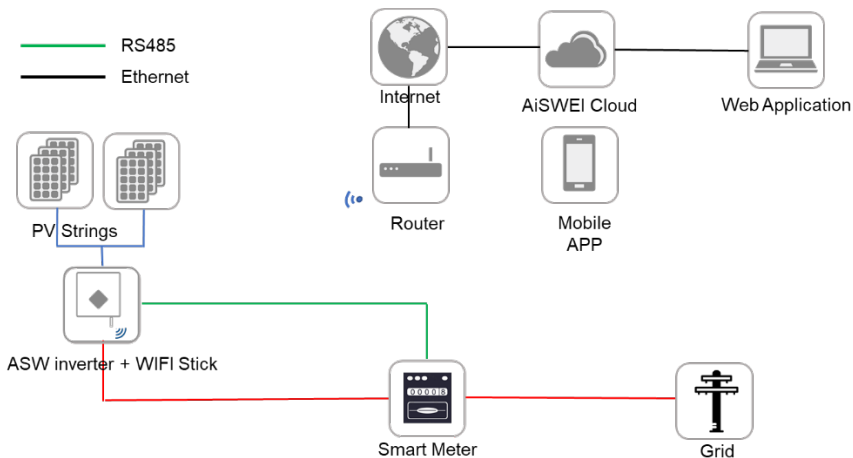 RS485
Ethernet
Internet
AiSWEI Cloud
Web Application
PV Strings
Router
Mobile
APP
ASW inverter + WIFI Stick
00008
Smart Meter
Grid